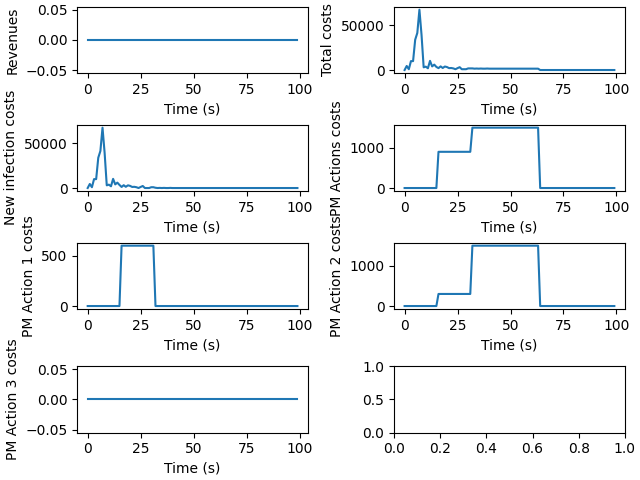 Revenues
0.05
0.00
−0.05
0 25 50 75 100
Time (s)
Total costs
50000
0
0 25 50 75 100
Time (s)
New infection costs
50000
0
0 25 50 75 100
Time (s)
PM Actions costs
1000
0
0 25 50 75 100
Time (s)
PM Action 1 costs
500
0
0 25 50 75 100
Time (s)
PM Action 2 costs
1000
0
0 25 50 75 100
Time (s)
PM Action 3 costs
0.05
0.00
−0.05
0 25 50 75 100
Time (s)
1.0
0.5
0.0
0.0 0.2 0.4 0.6 0.8 1.0